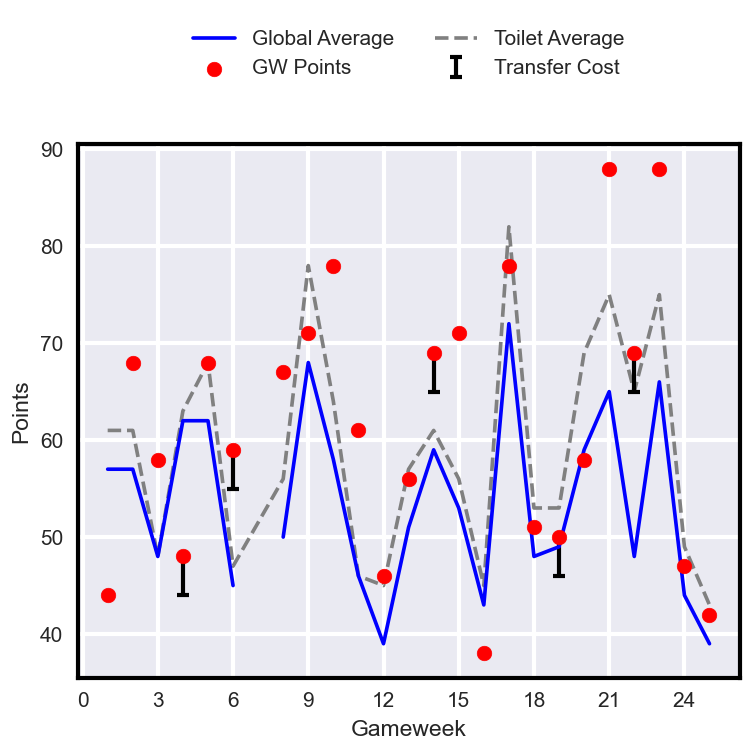 Global Average
Toilet Average
GW Points
Transfer Cost
90
80
70
60
50
40
Points
0 3 6 9 12 15 18 21 24
Gameweek